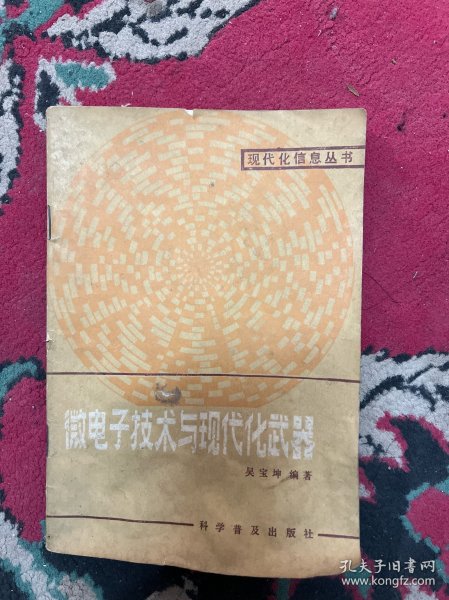 现代化信息丛书
微电子技术与现代化武器
吴宝坤 编著
科学普及出版社
孔夫子旧书网
www.kongfz.com